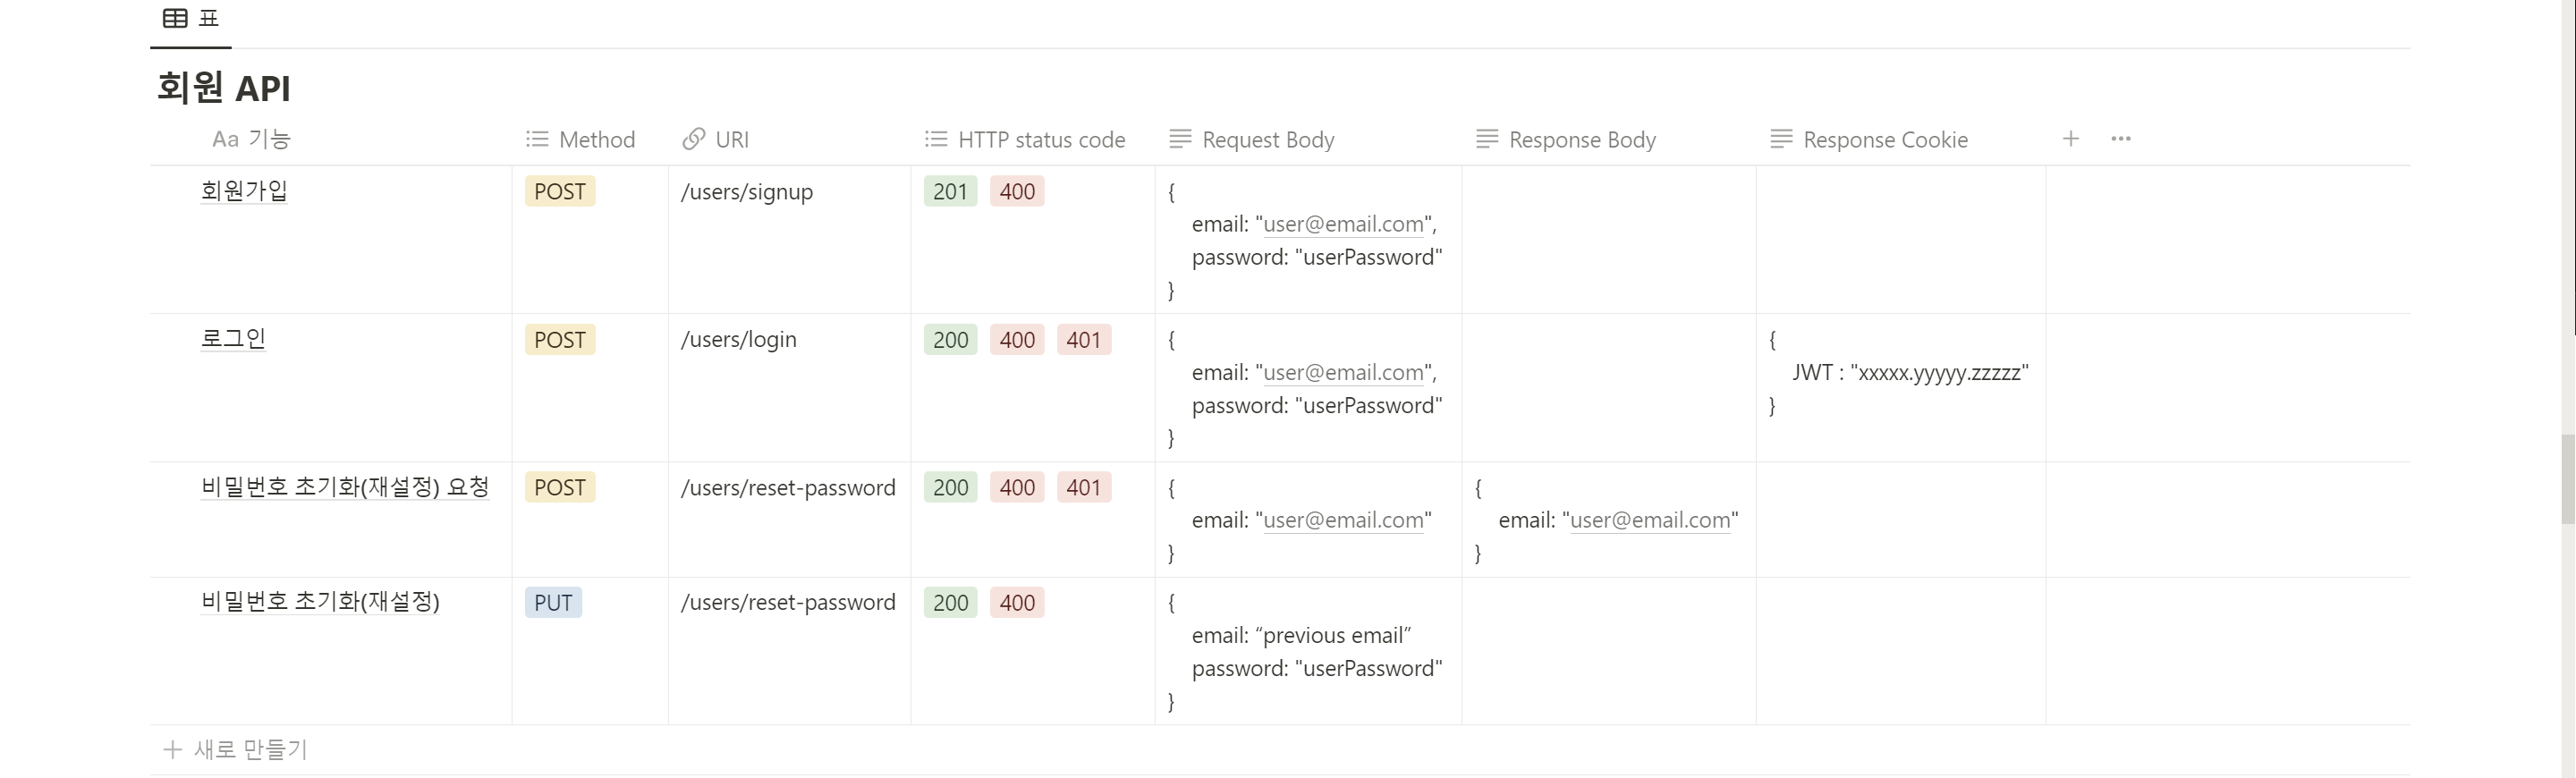 표
회원 API
Aa 기능 Method URI HTTP status code Request Body Response Body Response Cookie
회원가입 POST /users/signup 201 400 {
email: "user@email.com",
password: "userPassword"
}
로그인 POST /users/login 200 400 401 { {
email: "user@email.com", JWT : "xxxxx.yyyyy.zzzzz"
password: "userPassword" }
}
비밀번호 초기화(재설정) 요청 POST /users/reset-password 200 400 401 { {
email: "user@email.com" email: "user@email.com"
} }
비밀번호 초기화(재설정) PUT /users/reset-password 200 400 {
email: “previous email”
password: "userPassword"
}
새로 만들기